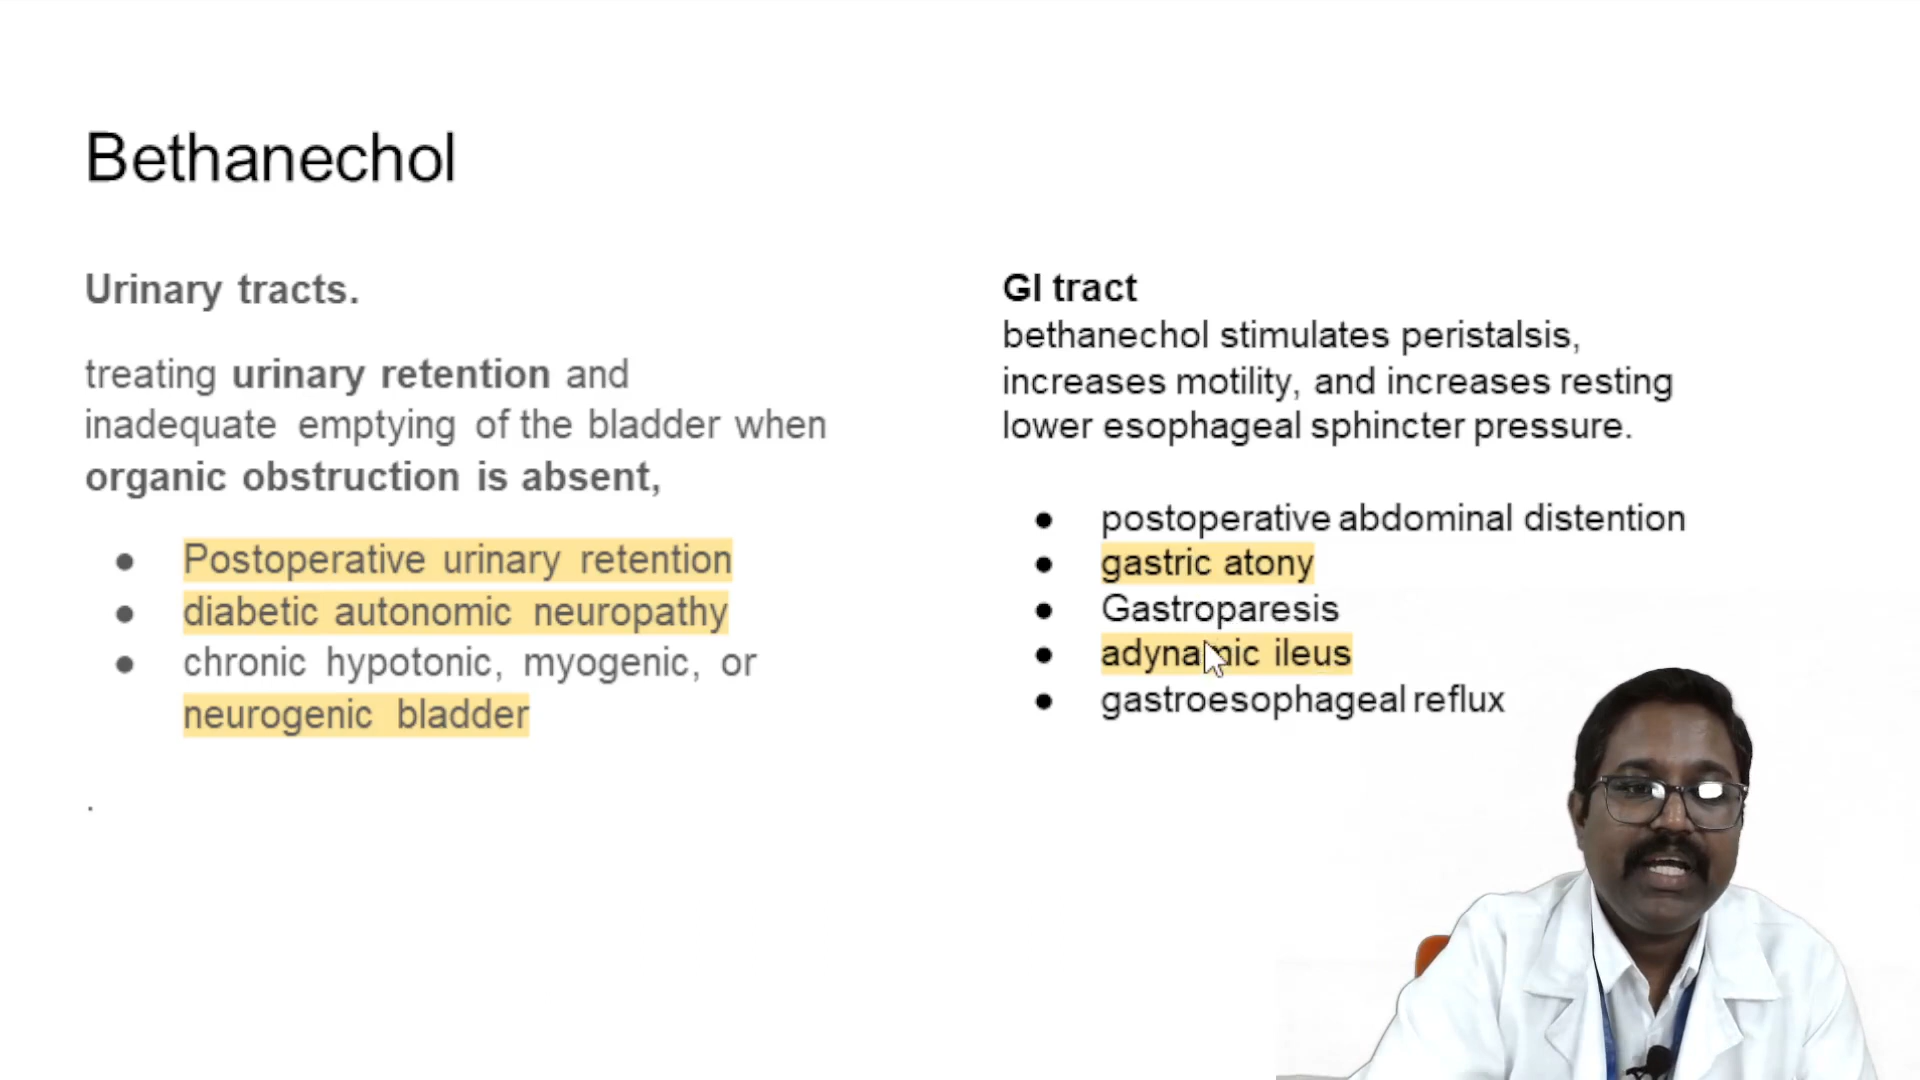 Bethanechol
Urinary tracts.
treating urinary retention and
inadequate emptying of the bladder when
organic obstruction is absent,
● Postoperative urinary retention
● diabetic autonomic neuropathy
● chronic hypotonic, myogenic, or
neurogenic bladder
.
GI tract
bethanechol stimulates peristalsis,
increases motility, and increases resting
lower esophageal sphincter pressure.
● postoperative abdominal distention
● gastric atony
● Gastroparesis
● adynamic ileus
● gastroesophageal reflux